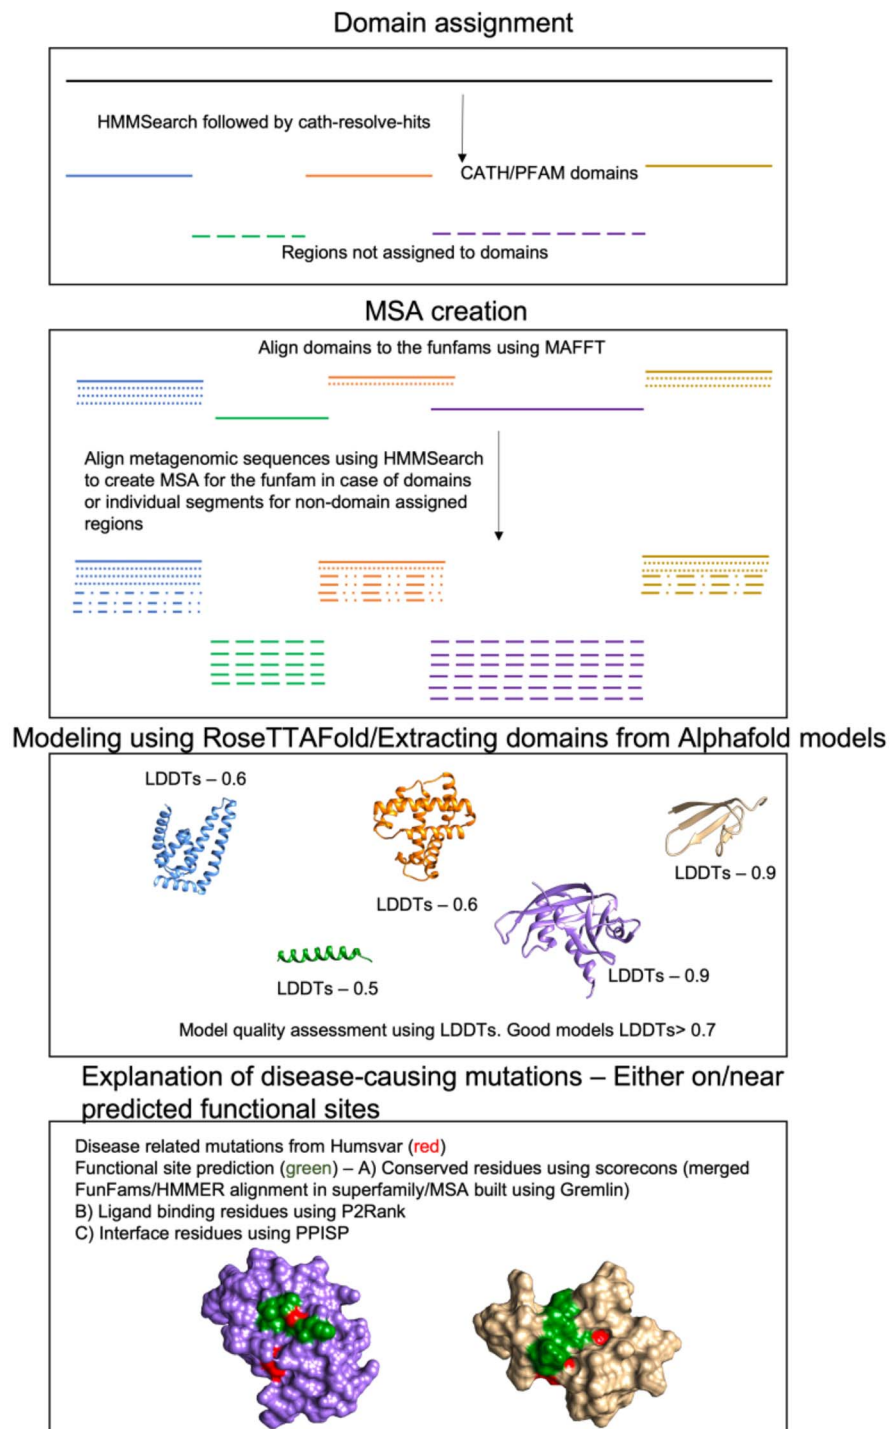 Domain assignment
HMMSearch followed by cath-resolve-hits
CATH/PFAM domains
Regions not assigned to domains
MSA creation
Align domains to the funfams using MAFFT
Align metagenomic sequences using HMMSearch
to create MSA for the funfam in case of domains
or individual segments for non-domain assigned
regions
Modeling using RoseTTAFold/Extracting domains from Alphafold models
LDDTs – 0.6
LDDTs – 0.6
LDDTs – 0.9
LDDTs – 0.5
LDDTs – 0.9
Model quality assessment using LDDTs. Good models LDDTs> 0.7
Explanation of disease-causing mutations – Either on/near
predicted functional sites
Disease related mutations from Humsvar (red)
Functional site prediction (green) – A) Conserved residues using scorecons (merged
FunFams/HMMER alignment in superfamily/MSA built using Gremlin)
B) Ligand binding residues using P2Rank
C) Interface residues using PPISP